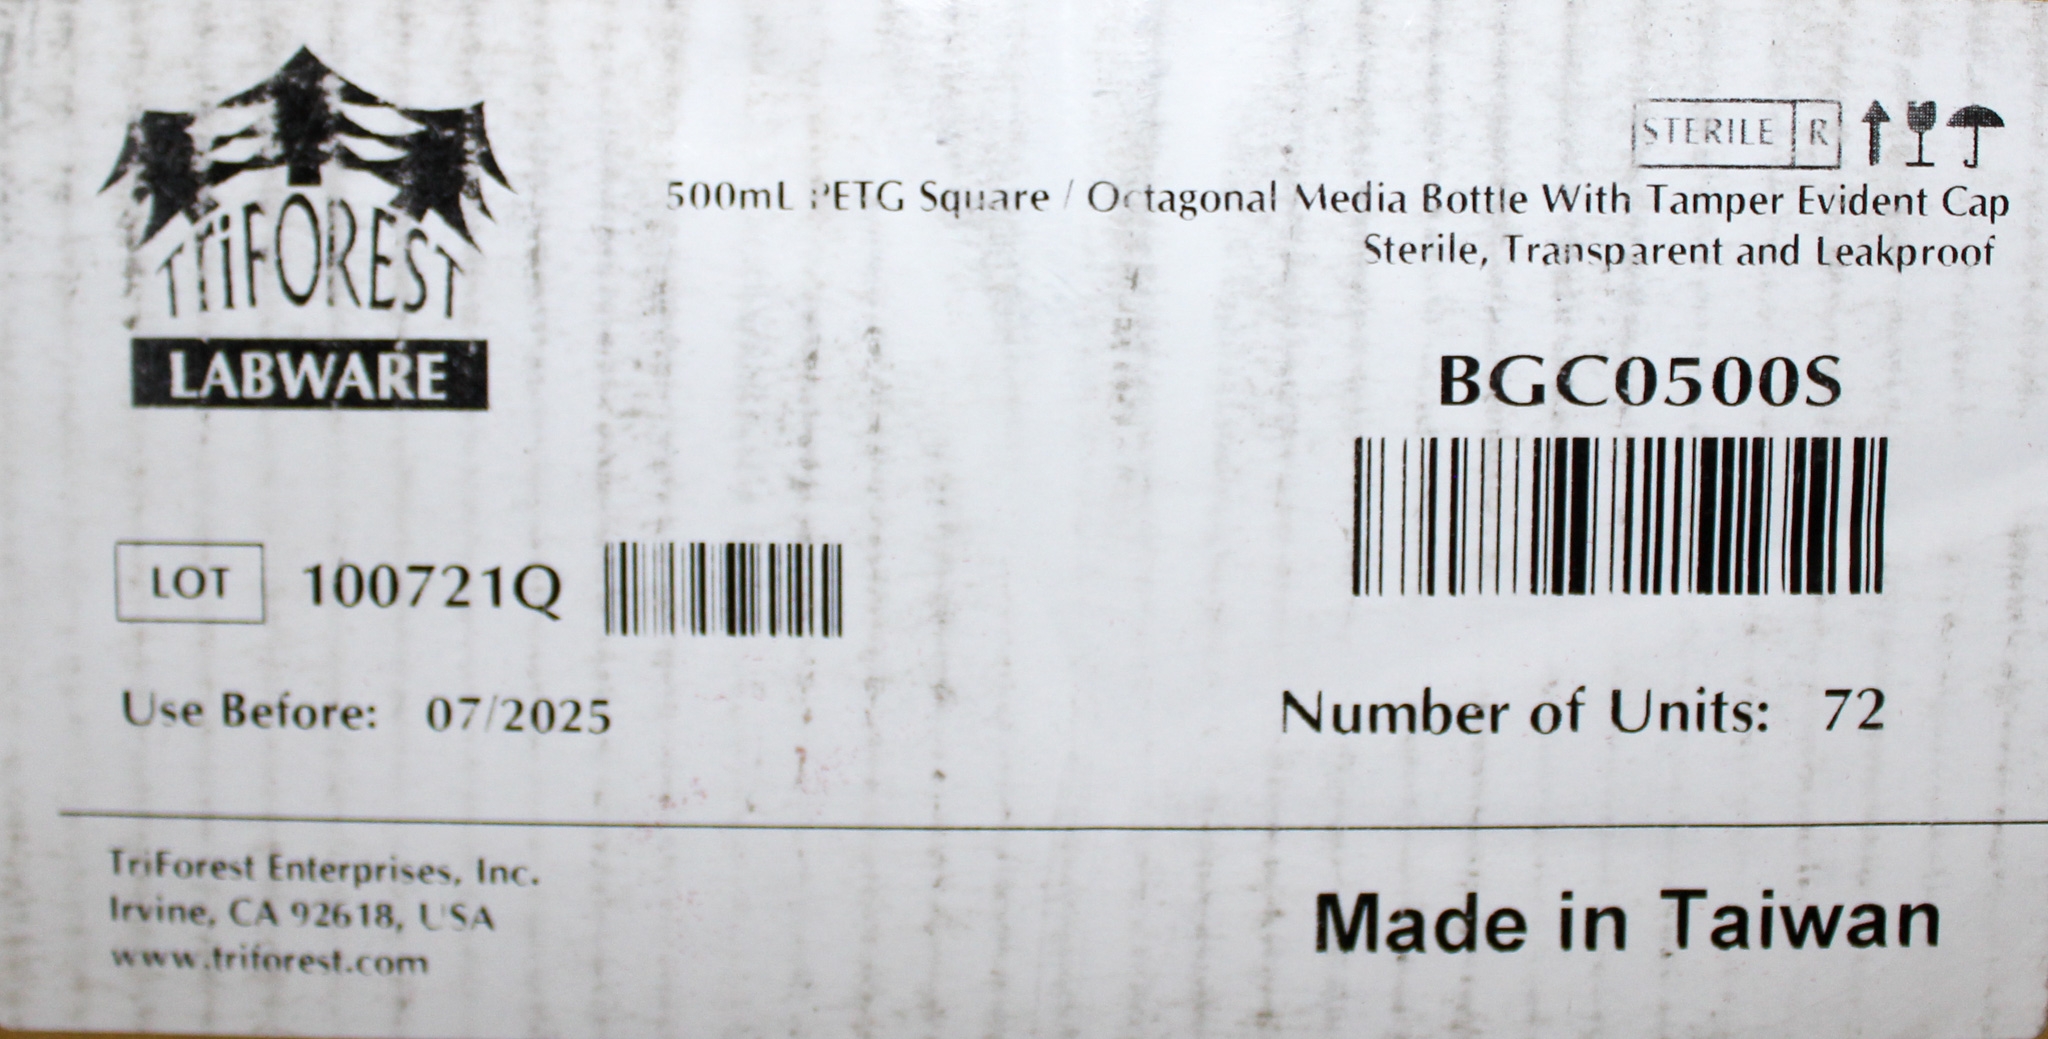 TriFOREST
LABWARE
STERILE R
500mL PETG Square / Octagonal Media Bottle With Tamper Evident Cap
Sterile, Transparent and Leakproof
BGC0500S
LOT 100721Q
Use Before: 07/2025
Number of Units: 72
TriForest Enterprises, Inc.
Irvine, CA 92618, USA
www.triforest.com
Made in Taiwan